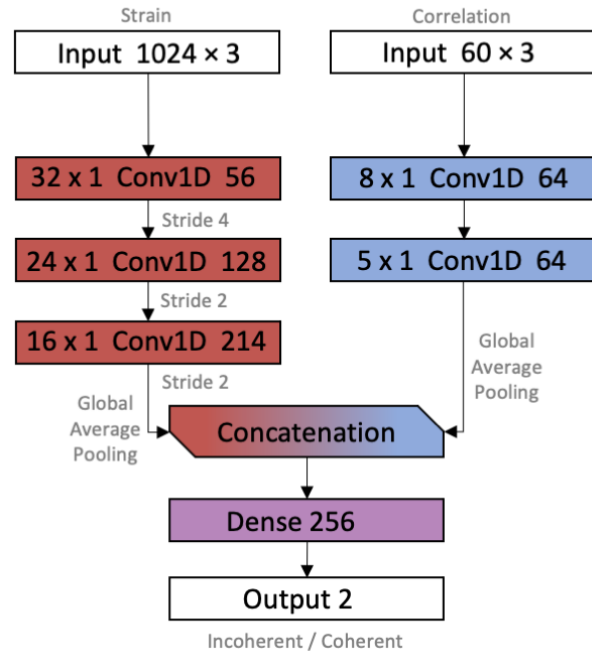 Strain
Input 1024 × 3
32 x 1 Conv1D 56
Stride 4
24 x 1 Conv1D 128
Stride 2
16 x 1 Conv1D 214
Stride 2
Global
Average
Pooling
Correlation
Input 60 × 3
8 x 1 Conv1D 64
5 x 1 Conv1D 64
Global
Average
Pooling
Concatenation
Dense 256
Output 2
Incoherent / Coherent